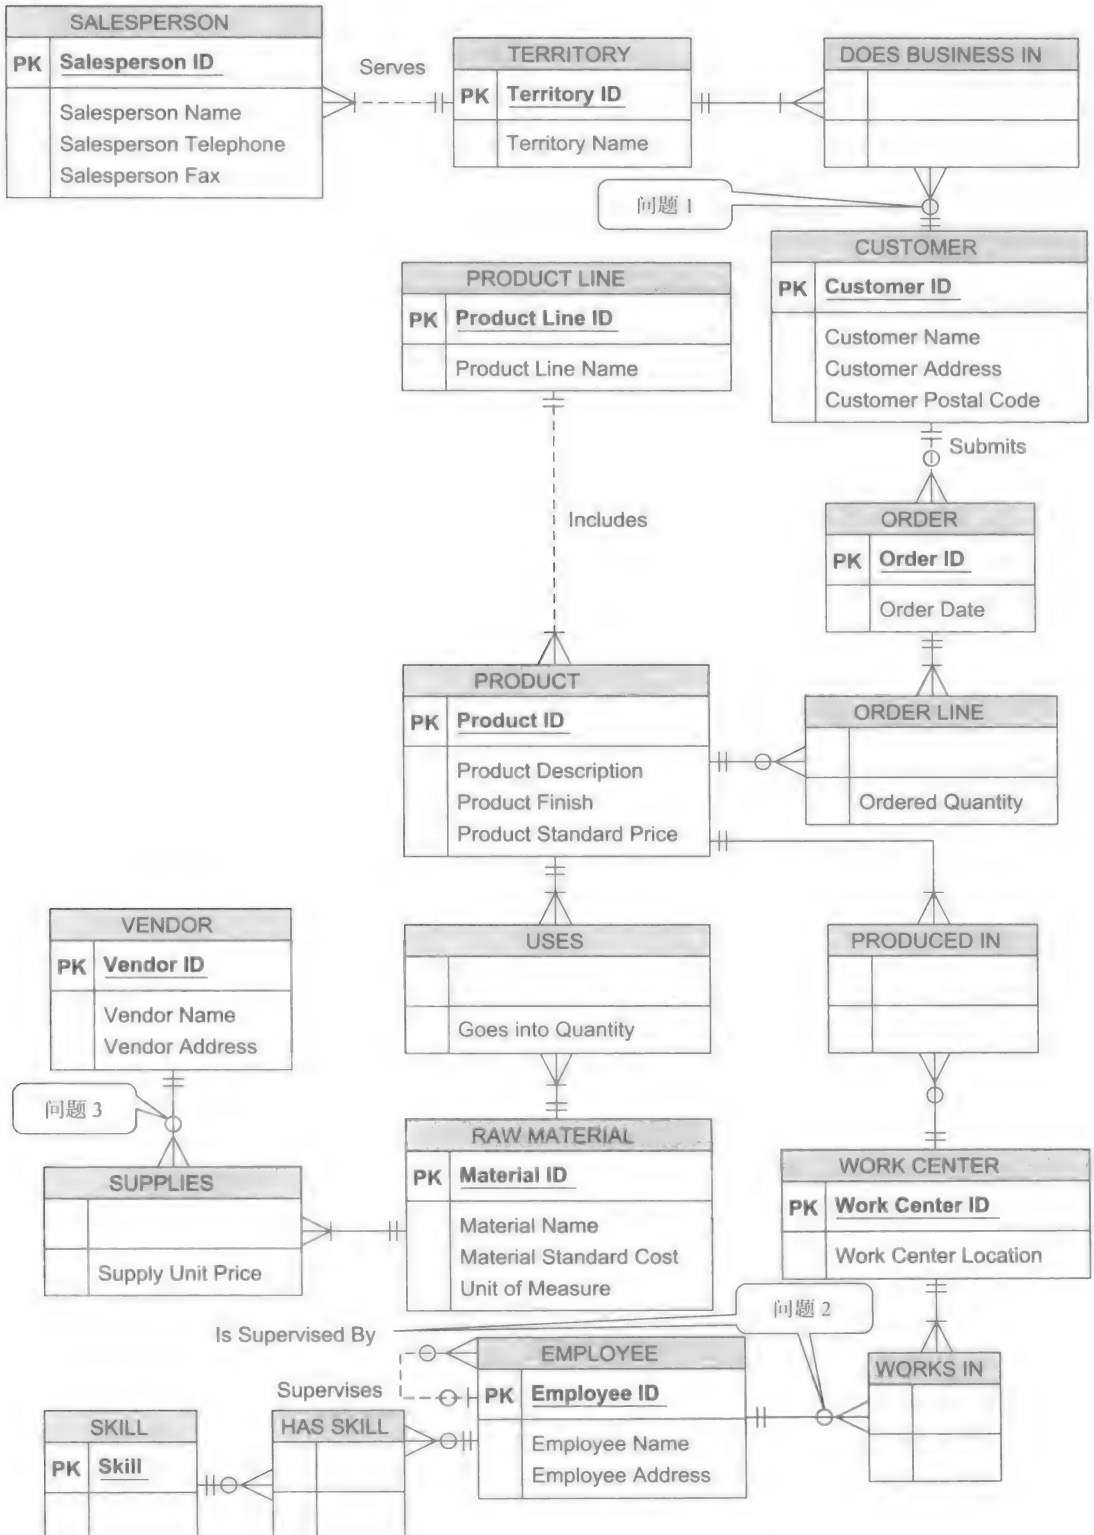 SALESPERSON
PK Salesperson ID
Salesperson Name
Salesperson Telephone
Salesperson Fax
Serves
TERRITORY
PK Territory ID
Territory Name
DOES BUSINESS IN
问题 1
CUSTOMER
PK Customer ID
Customer Name
Customer Address
Customer Postal Code
PRODUCT LINE
PK Product Line ID
Product Line Name
Submits
Includes
ORDER
PK Order ID
Order Date
PRODUCT
PK Product ID
Product Description
Product Finish
Product Standard Price
ORDER LINE
Ordered Quantity
VENDOR
PK Vendor ID
Vendor Name
Vendor Address
USES
Goes into Quantity
PRODUCED IN
问题 3
SUPPLIES
Supply Unit Price
RAW MATERIAL
PK Material ID
Material Name
Material Standard Cost
Unit of Measure
WORK CENTER
PK Work Center ID
Work Center Location
问题 2
Is Supervised By
Supervises
EMPLOYEE
PK Employee ID
Employee Name
Employee Address
WORKS IN
SKILL
PK Skill
HAS SKILL